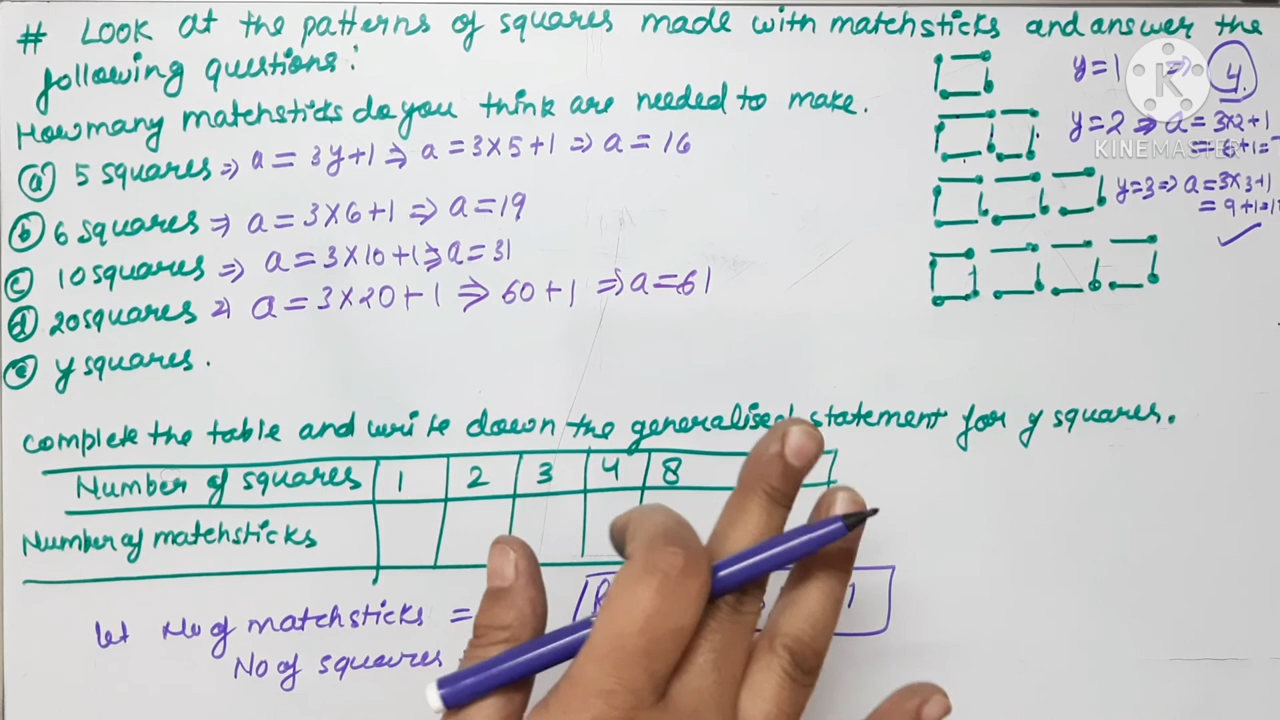 # Look at the patterns of squares made with matchsticks and answer the
following questions:
How many matchsticks do you think are needed to make.
(a) 5 squares ⇒ a = 3y+1 ⇒ a = 3×5+1 ⇒ a = 16
(b) 6 squares ⇒ a = 3×6+1 ⇒ a = 19
(c) 10 squares ⇒ a = 3×10+1 ⇒ a = 31
(d) 20 squares ⇒ a = 3×20+1 ⇒ 60+1 ⇒ a = 61
(e) y squares.
y=1 ⇒ 4
y=2 ⇒ a = 3×2+1
= 6+1=
y=3 ⇒ a = 3×3+1
= 9+1=1
K
KINEMASTER
complete the table and write down the generalised statement for y squares.
Number of squares 1 2 3 4 8
Number of matchsticks
let No of matchsticks =
No of squares